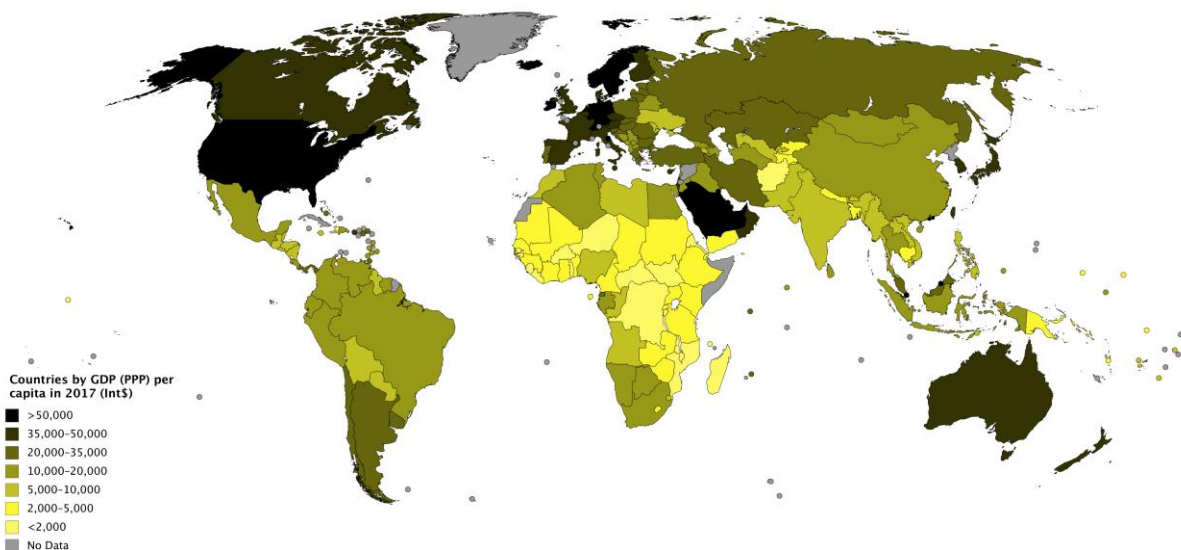 Countries by GDP (PPP) per
capita in 2017 (Int$)
>50,000
35,000–50,000
20,000–35,000
10,000–20,000
5,000–10,000
2,000–5,000
<2,000
No Data